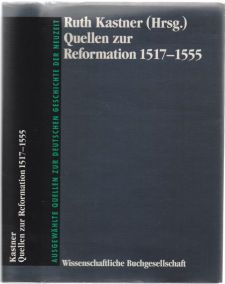 Ruth Kastner (Hrsg.)
Quellen zur
Reformation 1517–1555
Wissenschaftliche Buchgesellschaft
AUSGEWÄHLTE QUELLEN ZUR DEUTSCHEN GESCHICHTE DER NEUZEIT
Kastner
Quellen zur Reformation 1517–1555